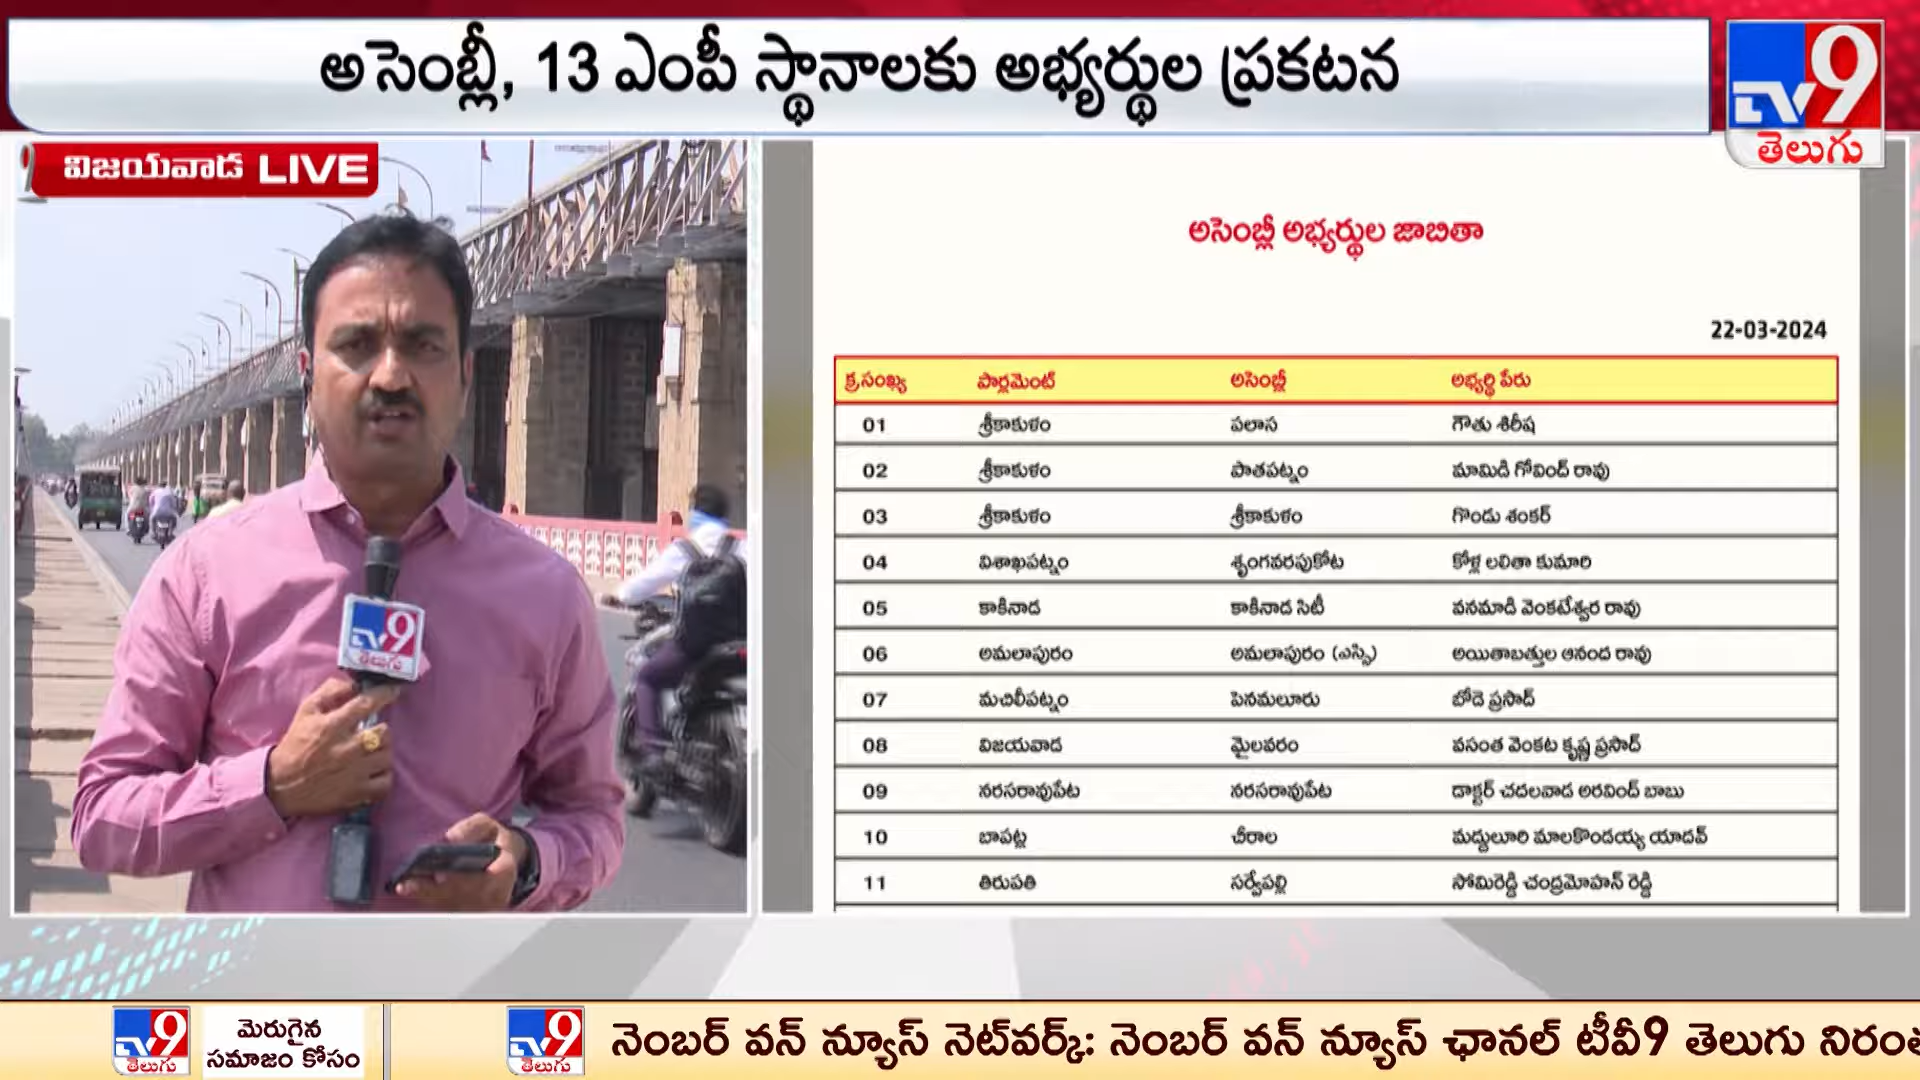 అసెంబ్లీ, 13 ఎంపీ స్థానాలకు అభ్యర్థుల ప్రకటన
TV9
తెలుగు
విజయవాడ LIVE
అసెంబ్లీ అభ్యర్థుల జాబితా
22-03-2024
క్ర.సంఖ్య పార్లమెంట్ అసెంబ్లీ అభ్యర్థి పేరు
01 శ్రీకాకుళం పలాస గౌతు శిరీష
02 శ్రీకాకుళం పాతపట్నం మామిడి గోవింద్ రావు
03 శ్రీకాకుళం శ్రీకాకుళం గొండు శంకర్
04 విశాఖపట్నం శృంగవరపుకోట కోళ్ల లలితా కుమారి
05 కాకినాడ కాకినాడ సిటీ వనమాడి వెంకటేశ్వర రావు
06 అమలాపురం అమలాపురం (ఎస్సి) అయితాబత్తుల ఆనంద రావు
07 మచిలీపట్నం పెనమలూరు బోడె ప్రసాద్
08 విజయవాడ మైలవరం వసంత వెంకట కృష్ణ ప్రసాద్
09 నరసరావుపేట నరసరావుపేట డాక్టర్ చదలవాడ అరవింద్ బాబు
10 బాపట్ల చీరాల మద్దులూరి మాలకొండయ్య యాదవ్
11 తిరుపతి సర్వేపల్లి సోమిరెడ్డి చంద్రమోహన్ రెడ్డి
TV9
తెలుగు
TV9
తెలుగు
మెరుగైన
సమాజం కోసం
TV9
తెలుగు
నెంబర్ వన్ న్యూస్ నెట్‌వర్క్: నెంబర్ వన్ న్యూస్ ఛానల్ టీవీ9 తెలుగు